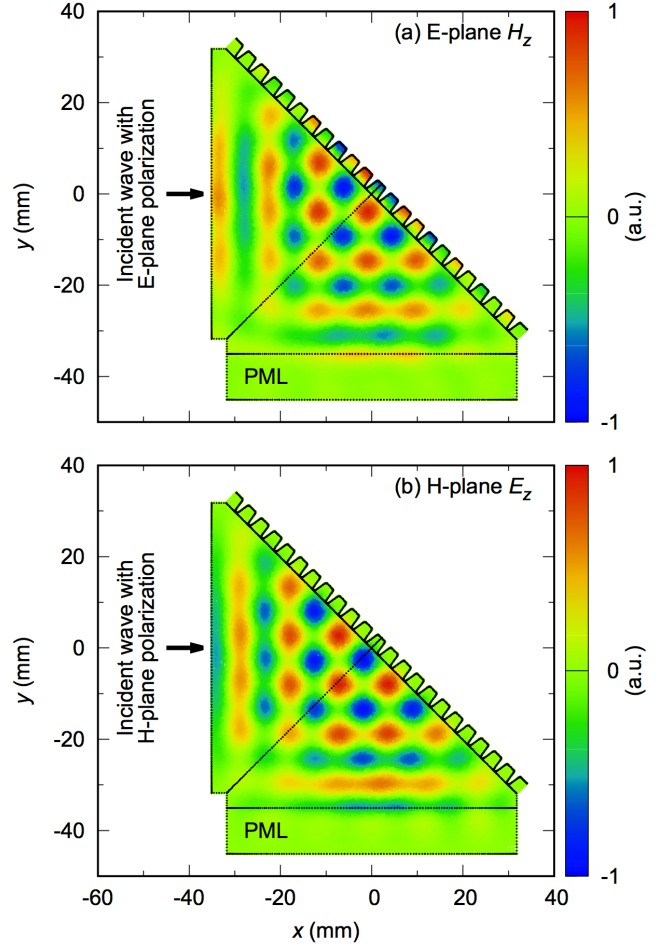 (a) E-plane Hz
40
20
0
-20
-40
y (mm)
Incident wave with
E-plane polarization
PML
1
0
-1
(a.u.)
(b) H-plane Ez
40
20
0
-20
-40
y (mm)
Incident wave with
H-plane polarization
PML
1
0
-1
(a.u.)
-60 -40 -20 0 20 40
x (mm)